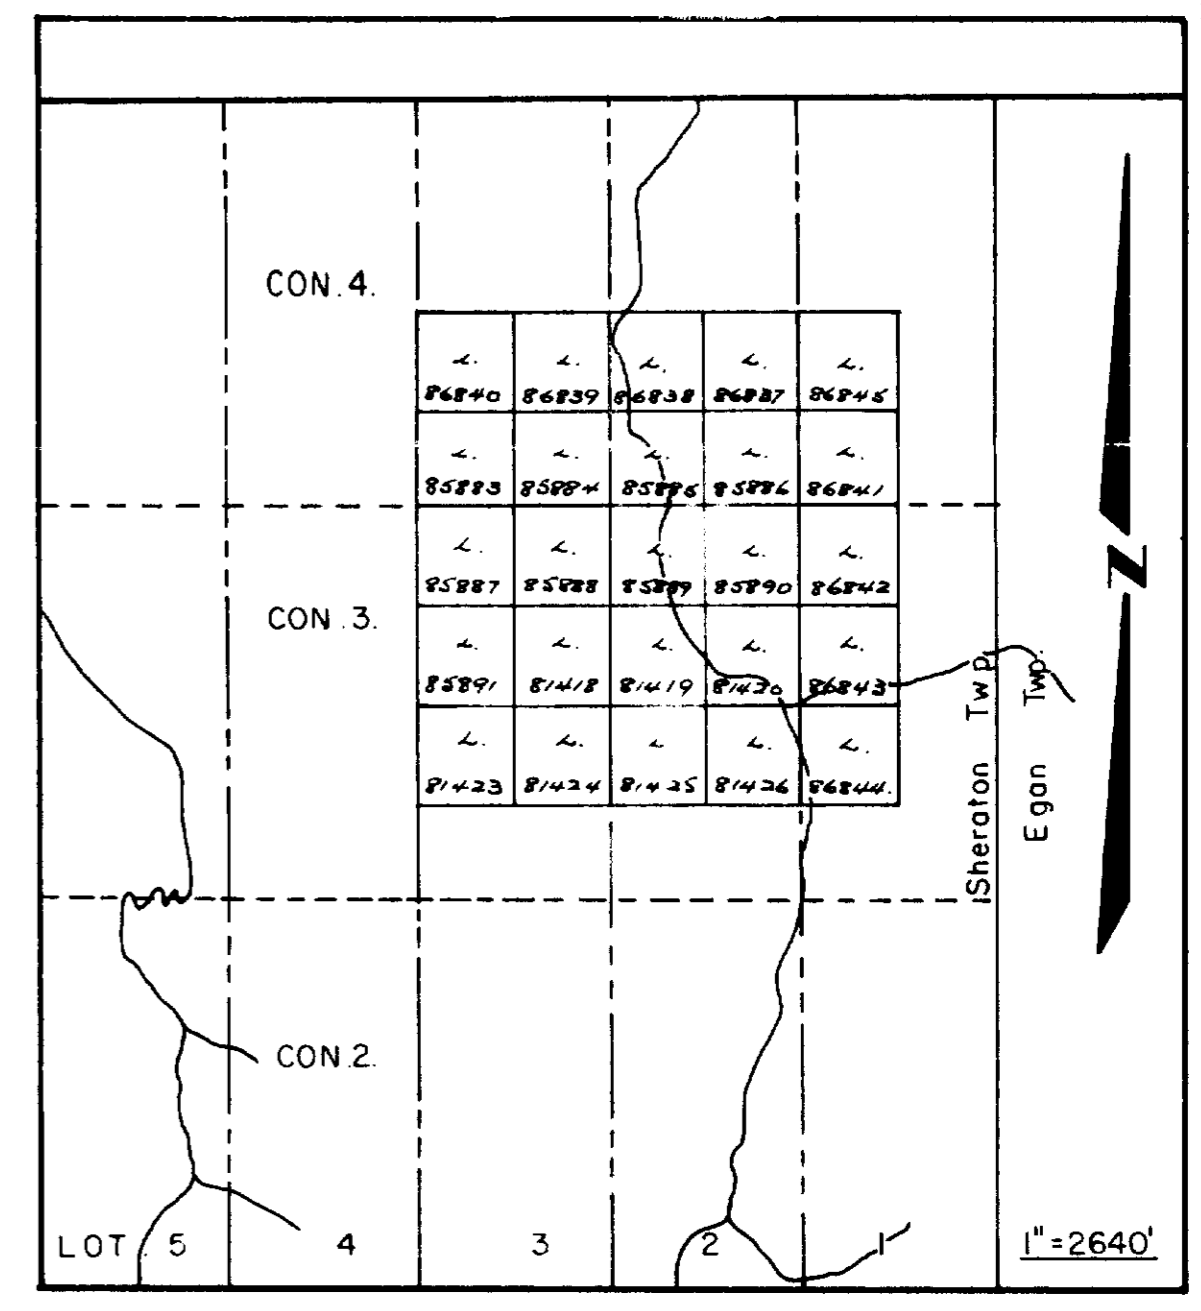 CON. 4.
L. L. L. L. L.
86840 86839 86838 86837 86845
L. L. L. L. L.
85883 85884 85885 85886 86841
L. L. L. L. L.
85887 85888 85889 85890 86842
CON. 3.
L. L. L. L. L.
85891 81418 81419 81420 86843
L. L. L L. L.
81423 81424 81425 81426 86844.
Sheraton Twp.
Egan Twp.
N
CON. 2.
LOT 5 4 3 2 1
1"=2640'